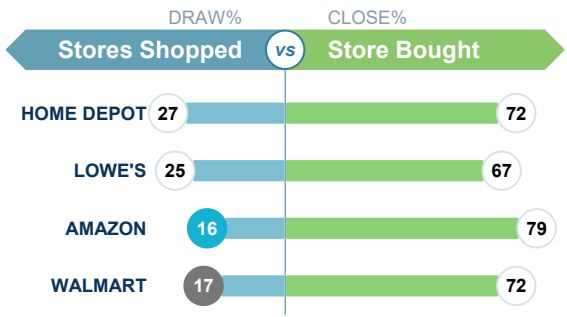 DRAW% CLOSE%
Stores Shopped vs Store Bought
HOME DEPOT 27 72
LOWE'S 25 67
AMAZON 16 79
WALMART 17 72